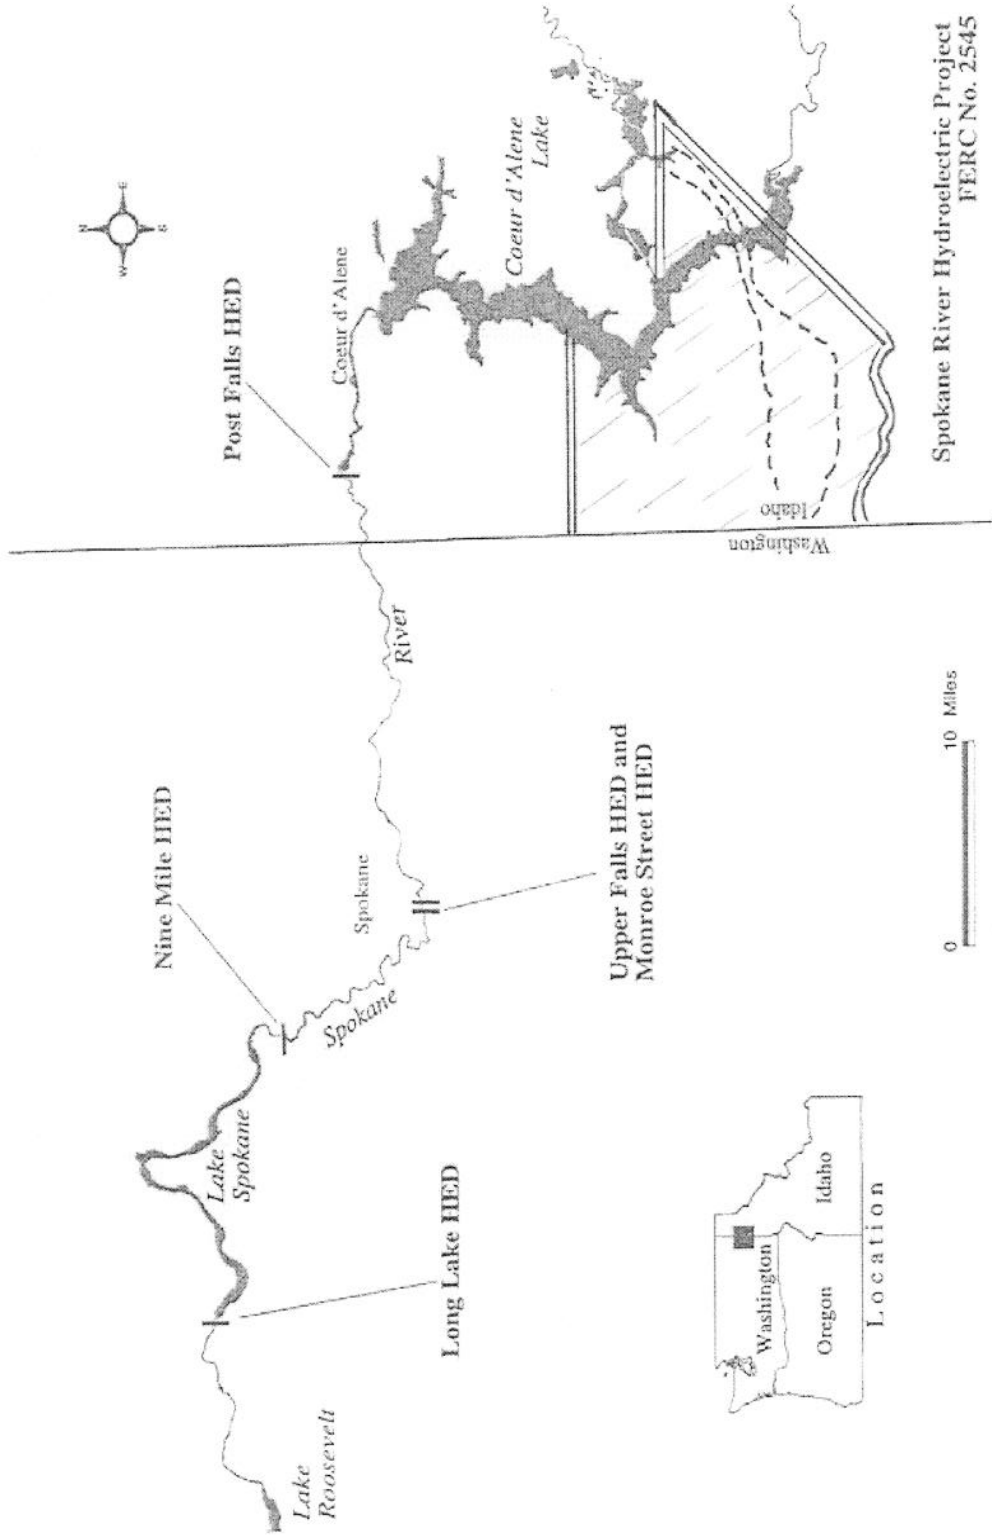 N
W
E
S
Post Falls HED
Coeur d'Alene
Coeur d'Alene
Lake
Nine Mile HED
Spokane
River
Spokane
Lake
Spokane
Long Lake HED
Lake
Roosevelt
Upper Falls HED and
Monroe Street HED
Washington
Idaho
0
10 Miles
Washington
Oregon
Idaho
Location
Spokane River Hydroelectric Project
FERC No. 2545